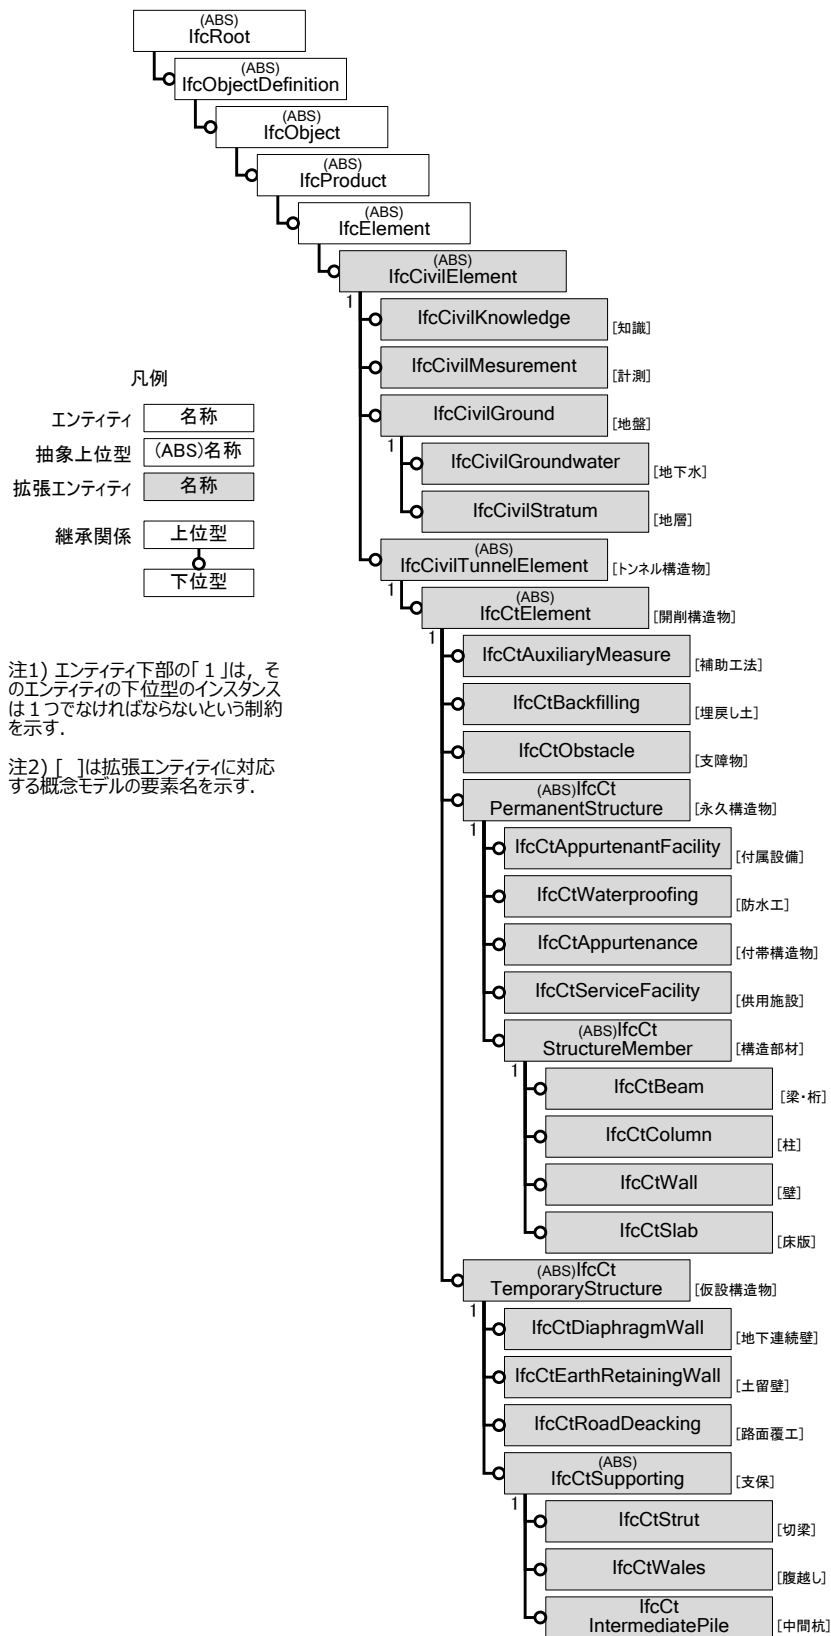 (ABS)
IfcRoot
(ABS)
IfcObjectDefinition
(ABS)
IfcObject
(ABS)
IfcProduct
(ABS)
IfcElement
(ABS)
IfcCivilElement
1
IfcCivilKnowledge
[知識]
IfcCivilMesurement
[計測]
IfcCivilGround
[地盤]
1
IfcCivilGroundwater
[地下水]
IfcCivilStratum
[地層]
(ABS)
IfcCivilTunnelElement
[トンネル構造物]
1
(ABS)
IfcCtElement
[開削構造物]
1
IfcCtAuxiliaryMeasure
[補助工法]
IfcCtBackfilling
[埋戻し土]
IfcCtObstacle
[支障物]
(ABS)IfcCt
PermanentStructure
[永久構造物]
1
IfcCtAppurtenantFacility
[付属設備]
IfcCtWaterproofing
[防水工]
IfcCtAppurtenance
[付帯構造物]
IfcCtServiceFacility
[供用施設]
(ABS)IfcCt
StructureMember
[構造部材]
1
IfcCtBeam
[梁・桁]
IfcCtColumn
[柱]
IfcCtWall
[壁]
IfcCtSlab
[床版]
(ABS)IfcCt
TemporaryStructure
[仮設構造物]
1
IfcCtDiaphragmWall
[地下連続壁]
IfcCtEarthRetainingWall
[土留壁]
IfcCtRoadDeacking
[路面覆工]
(ABS)
IfcCtSupporting
[支保]
1
IfcCtStrut
[切梁]
IfcCtWales
[腹越し]
IfcCt
IntermediatePile
[中間杭]
凡例
エンティティ 名称
抽象上位型 (ABS)名称
拡張エンティティ 名称
継承関係 上位型
下位型
注1) エンティティ下部の「1」は, そ
のエンティティの下位型のインスタンス
は1つでなければならないという制約
を示す.
注2) [ ]は拡張エンティティに対応
する概念モデルの要素名を示す.